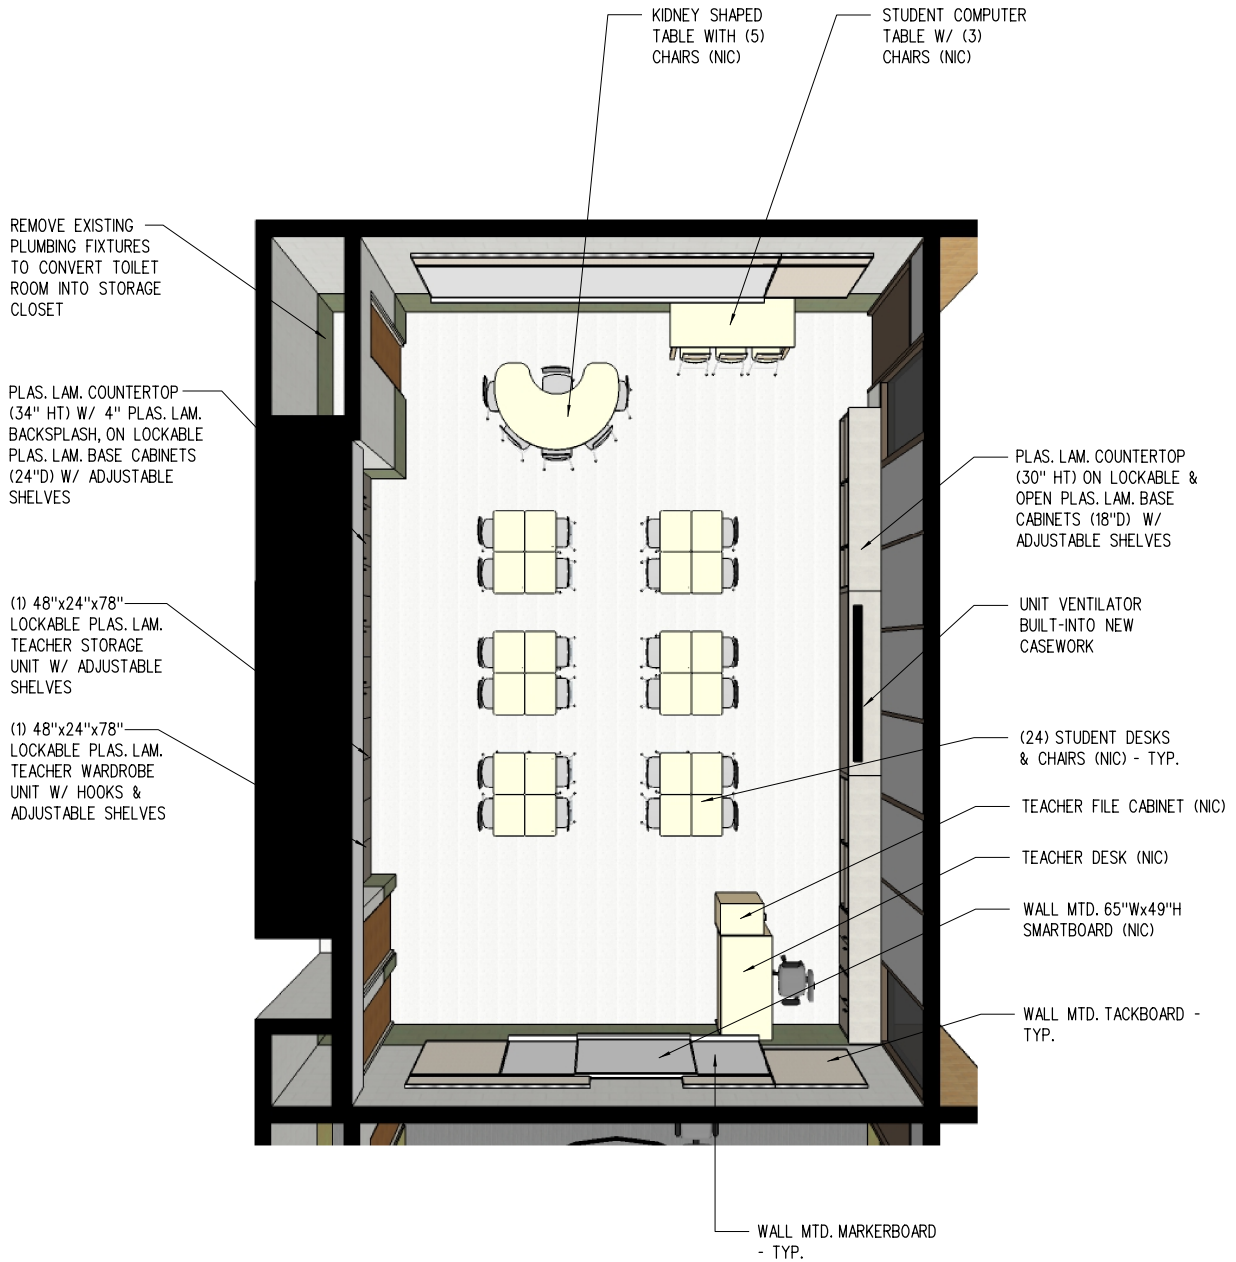 KIDNEY SHAPED
TABLE WITH (5)
CHAIRS (NIC)
STUDENT COMPUTER
TABLE W/ (3)
CHAIRS (NIC)
REMOVE EXISTING
PLUMBING FIXTURES
TO CONVERT TOILET
ROOM INTO STORAGE
CLOSET
PLAS. LAM. COUNTERTOP
(34" HT) W/ 4" PLAS. LAM.
BACKSPLASH, ON LOCKABLE
PLAS. LAM. BASE CABINETS
(24"D) W/ ADJUSTABLE
SHELVES
(1) 48"x24"x78"
LOCKABLE PLAS. LAM.
TEACHER STORAGE
UNIT W/ ADJUSTABLE
SHELVES
(1) 48"x24"x78"
LOCKABLE PLAS. LAM.
TEACHER WARDROBE
UNIT W/ HOOKS &
ADJUSTABLE SHELVES
PLAS. LAM. COUNTERTOP
(30" HT) ON LOCKABLE &
OPEN PLAS. LAM. BASE
CABINETS (18"D) W/
ADJUSTABLE SHELVES
UNIT VENTILATOR
BUILT-INTO NEW
CASEWORK
(24) STUDENT DESKS
& CHAIRS (NIC) - TYP.
TEACHER FILE CABINET (NIC)
TEACHER DESK (NIC)
WALL MTD. 65"Wx49"H
SMARTBOARD (NIC)
WALL MTD. TACKBOARD -
TYP.
WALL MTD. MARKERBOARD
- TYP.